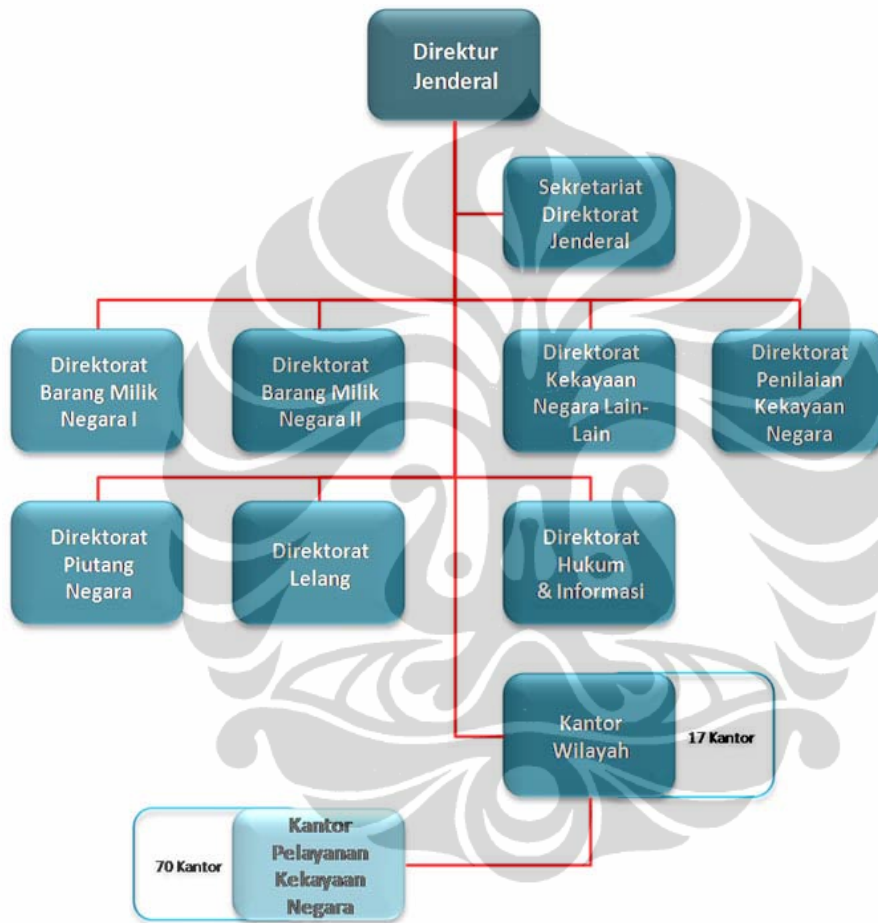 Direktur
Jenderal
Sekretariat
Direktorat
Jenderal
Direktorat
Barang Milik
Negara I
Direktorat
Barang Milik
Negara II
Direktorat
Kekayaan
Negara Lain-
Lain
Direktorat
Penilaian
Kekayaan
Negara
Direktorat
Piutang
Negara
Direktorat
Lelang
Direktorat
Hukum
& Informasi
Kantor
Wilayah
17 Kantor
70 Kantor
Kantor
Pelayanan
Kekayaan
Negara